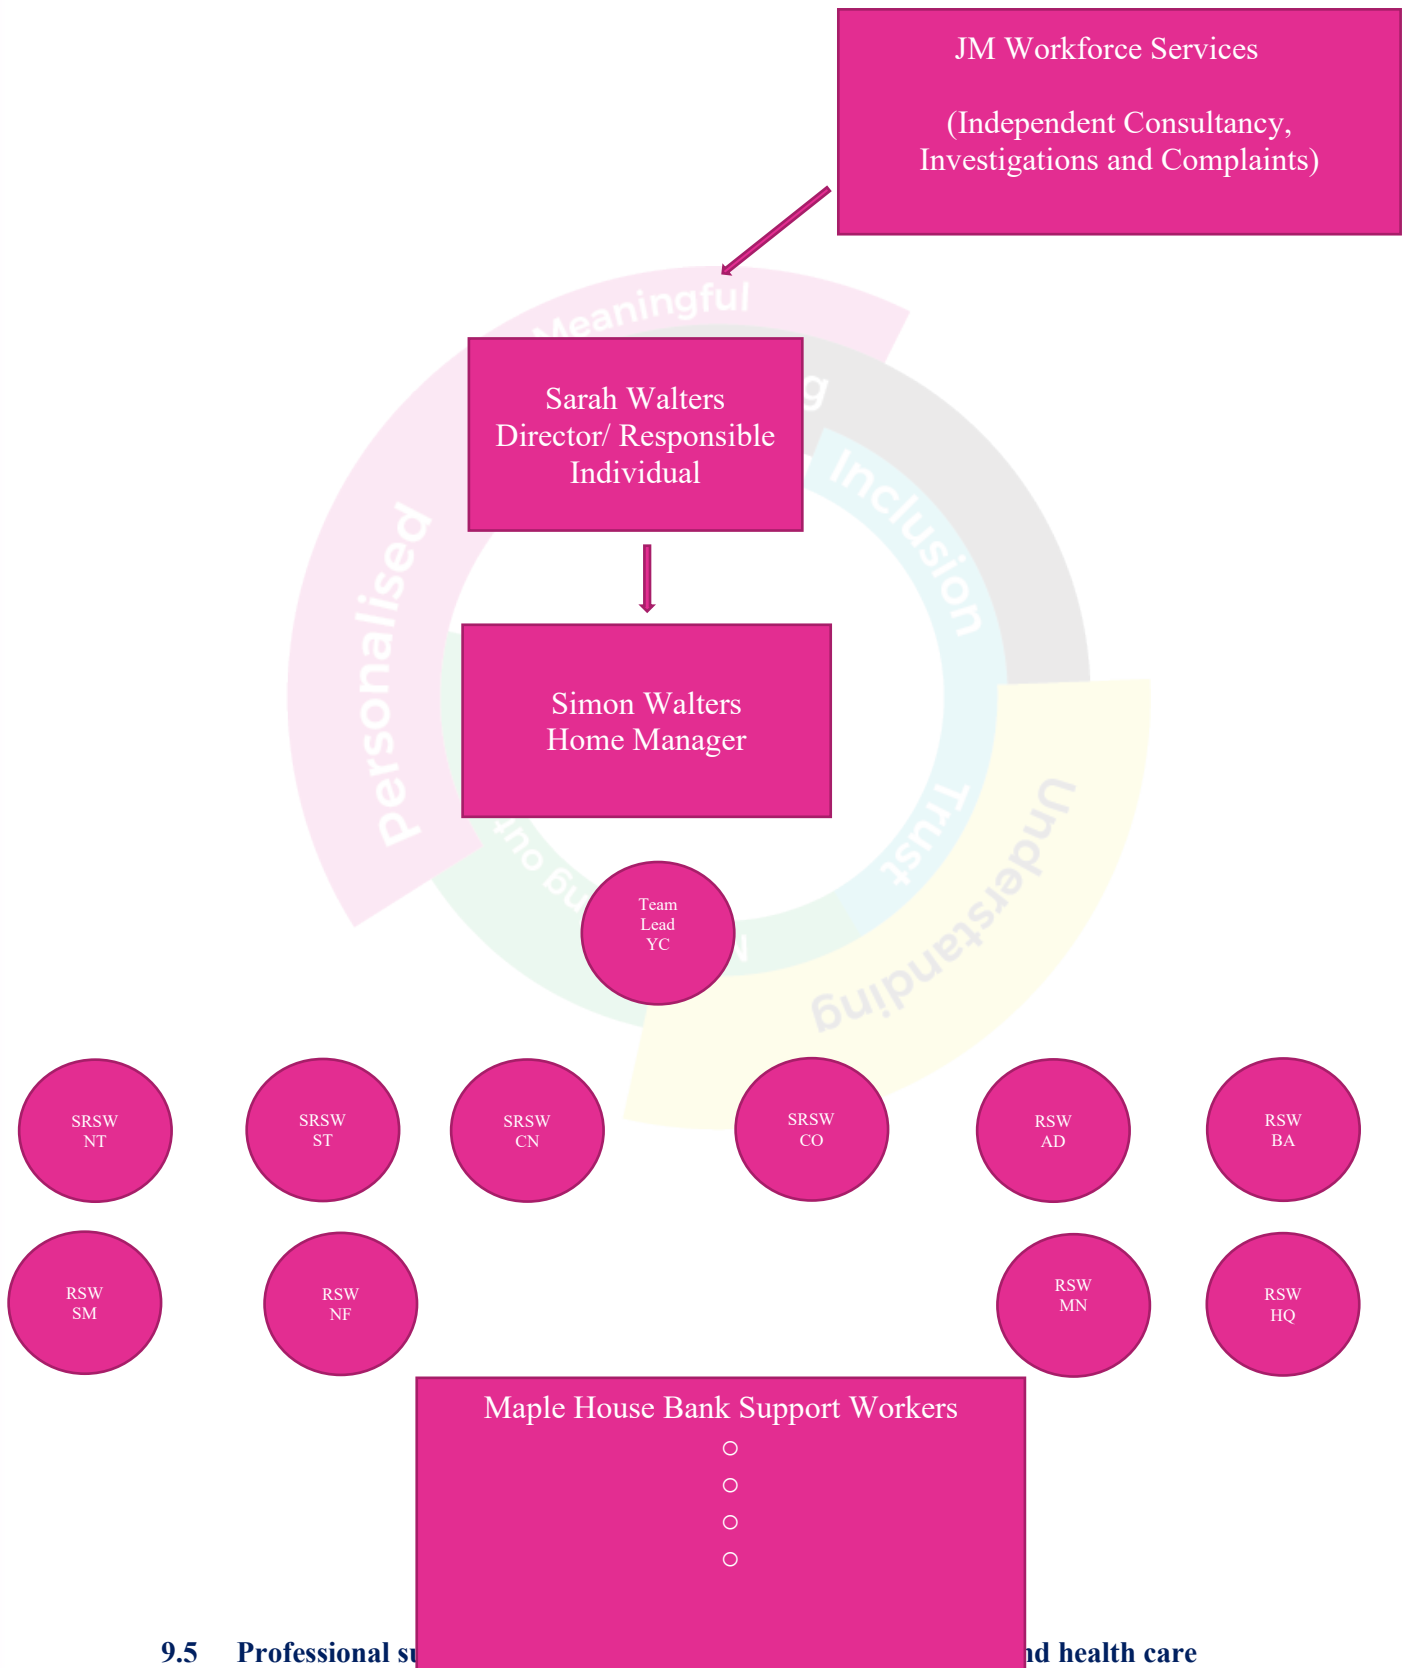 JM Workforce Services
(Independent Consultancy,
Investigations and Complaints)
Meaningful
Sarah Walters
Director/ Responsible
Individual
Inclusion
Personalised
Simon Walters
Home Manager
Trust
Understanding
out
Team
Lead
YC
SRSW
NT
SRSW
ST
SRSW
CN
SRSW
CO
RSW
AD
RSW
BA
RSW
SM
RSW
NF
RSW
MN
RSW
HQ
Maple House Bank Support Workers
9.5 Professional health care